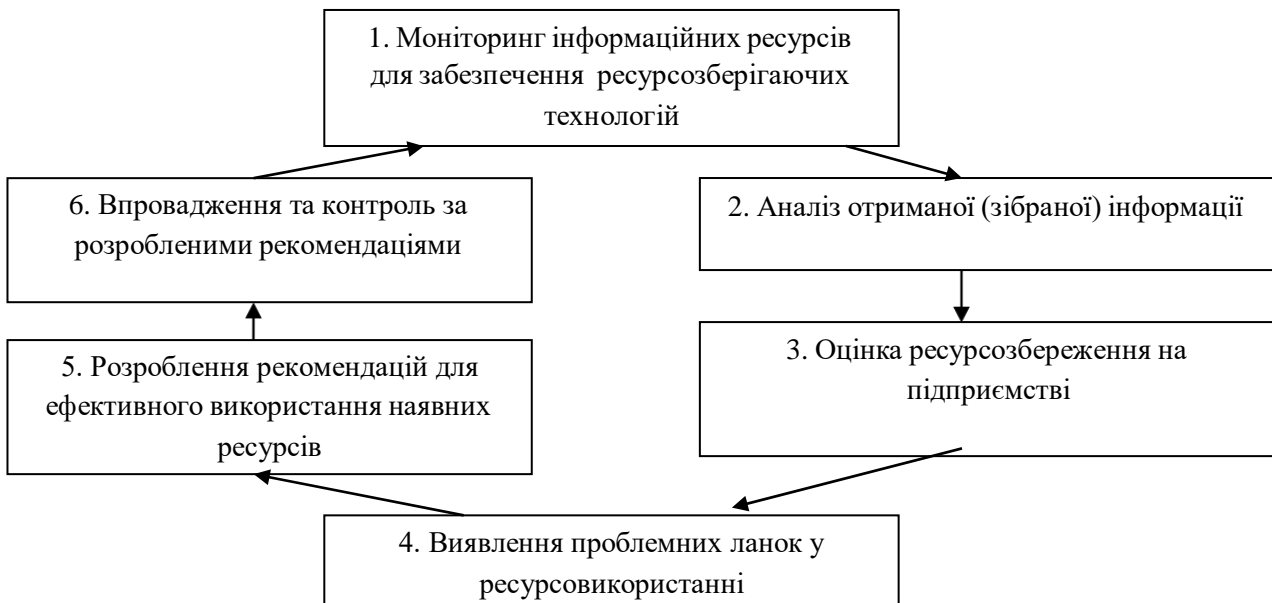 1. Моніторинг інформаційних ресурсів
для забезпечення ресурсозберігаючих
технологій
2. Аналіз отриманої (зібраної) інформації
3. Оцінка ресурсозбереження на
підприємстві
4. Виявлення проблемних ланок у
ресурсовикористанні
5. Розроблення рекомендацій для
ефективного використання наявних
ресурсів
6. Впровадження та контроль за
розробленими рекомендаціями